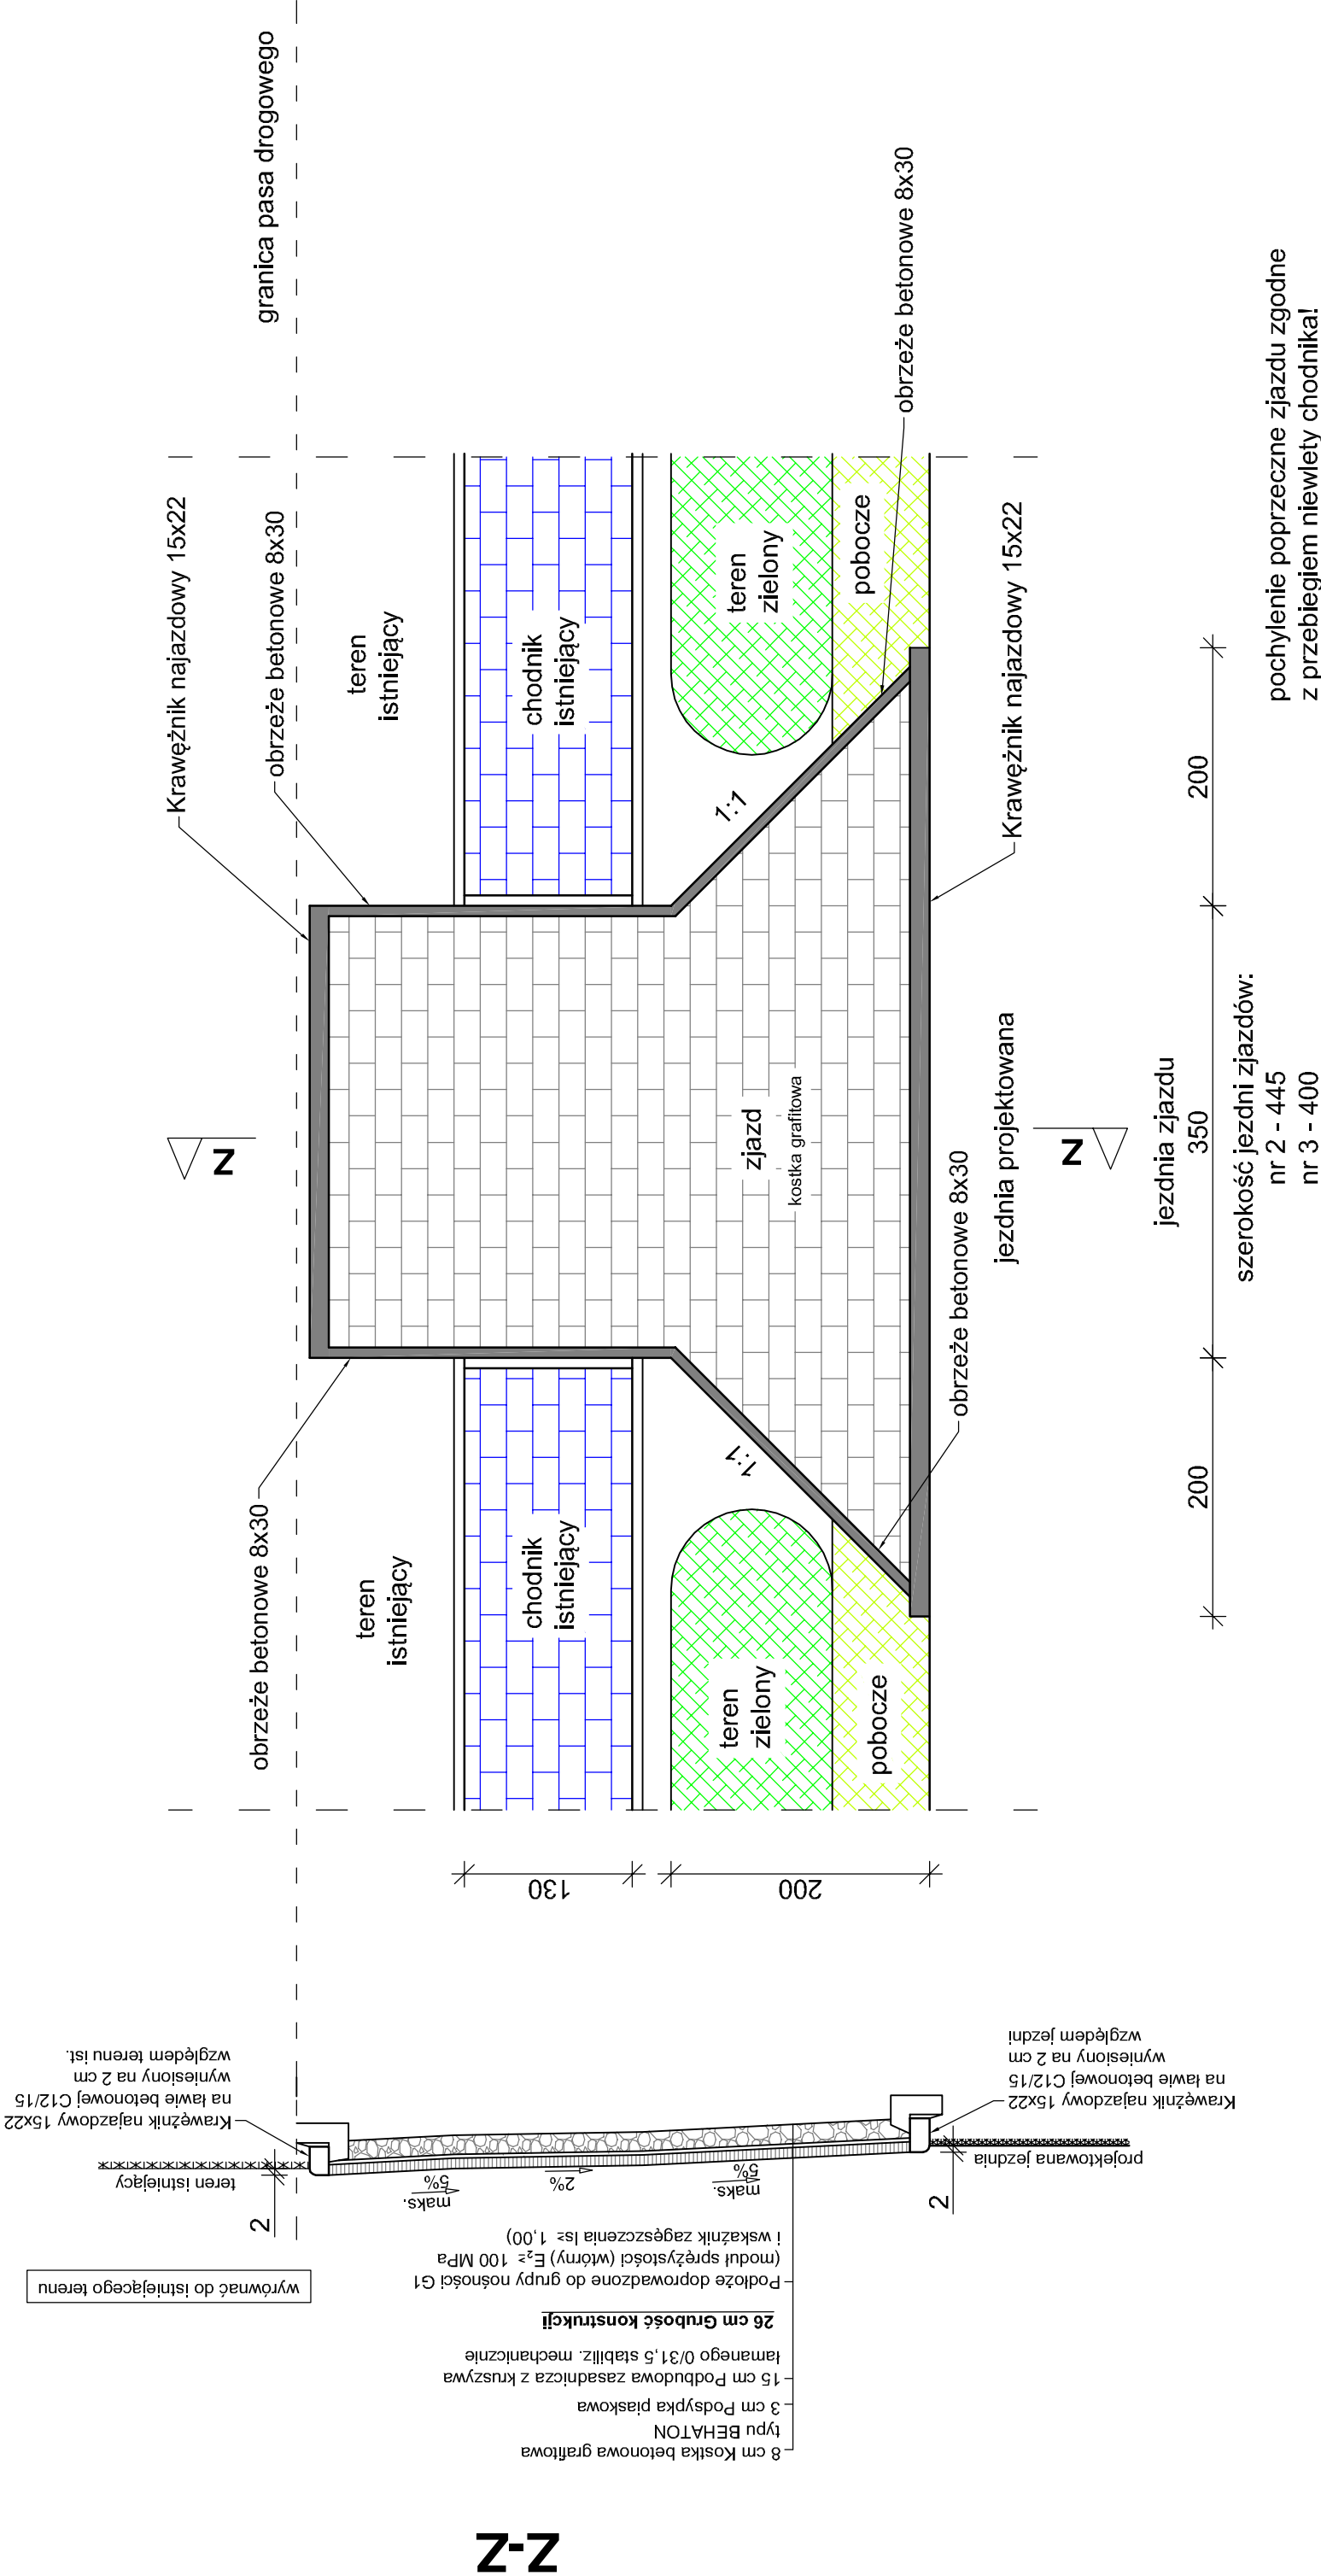 granica pasa drogowego
Krawężnik najazdowy 15x22
obrzeże betonowe 8x30
obrzeże betonowe 8x30
obrzeże betonowe 8x30
teren
istniejący
teren
istniejący
chodnik
istniejący
chodnik
istniejący
teren
zielony
teren
zielony
pobocze
pobocze
1:1
1:1
zjazd
kostka grafitowa
obrzeże betonowe 8x30
Krawężnik najazdowy 15x22
jezdnia projektowana
Z
Z
130
200
jezdnia zjazdu
200
350
200
szerokość jezdni zjazdów:
nr 2 - 445
nr 3 - 400
pochylenie poprzeczne zjazdu zgodne
z przebiegiem niewlety chodnika!
Z-Z
8 cm Kostka betonowa grafitowa
typu BEHATON
3 cm Podsypka piaskowa
15 cm Podbudowa zasadnicza z kruszywa
łamanego 0/31,5 stabiliz. mechanicznie
26 cm Grubość konstrukcji
Podłoże doprowadzone do grupy nośności G1
(moduł sprężystości (wtórny) E₂≥ 100 MPa
i wskaźnik zagęszczenia Is≥ 1,00)
wyrównać do istniejącego terenu
2
teren istniejący
maks.
5%
2%
maks.
5%
2
projektowana jezdnia
Krawężnik najazdowy 15x22
na ławie betonowej C12/15
wyniesiony na 2 cm
względem terenu ist.
Krawężnik najazdowy 15x22
na ławie betonowej C12/15
wyniesiony na 2 cm
względem jezdni